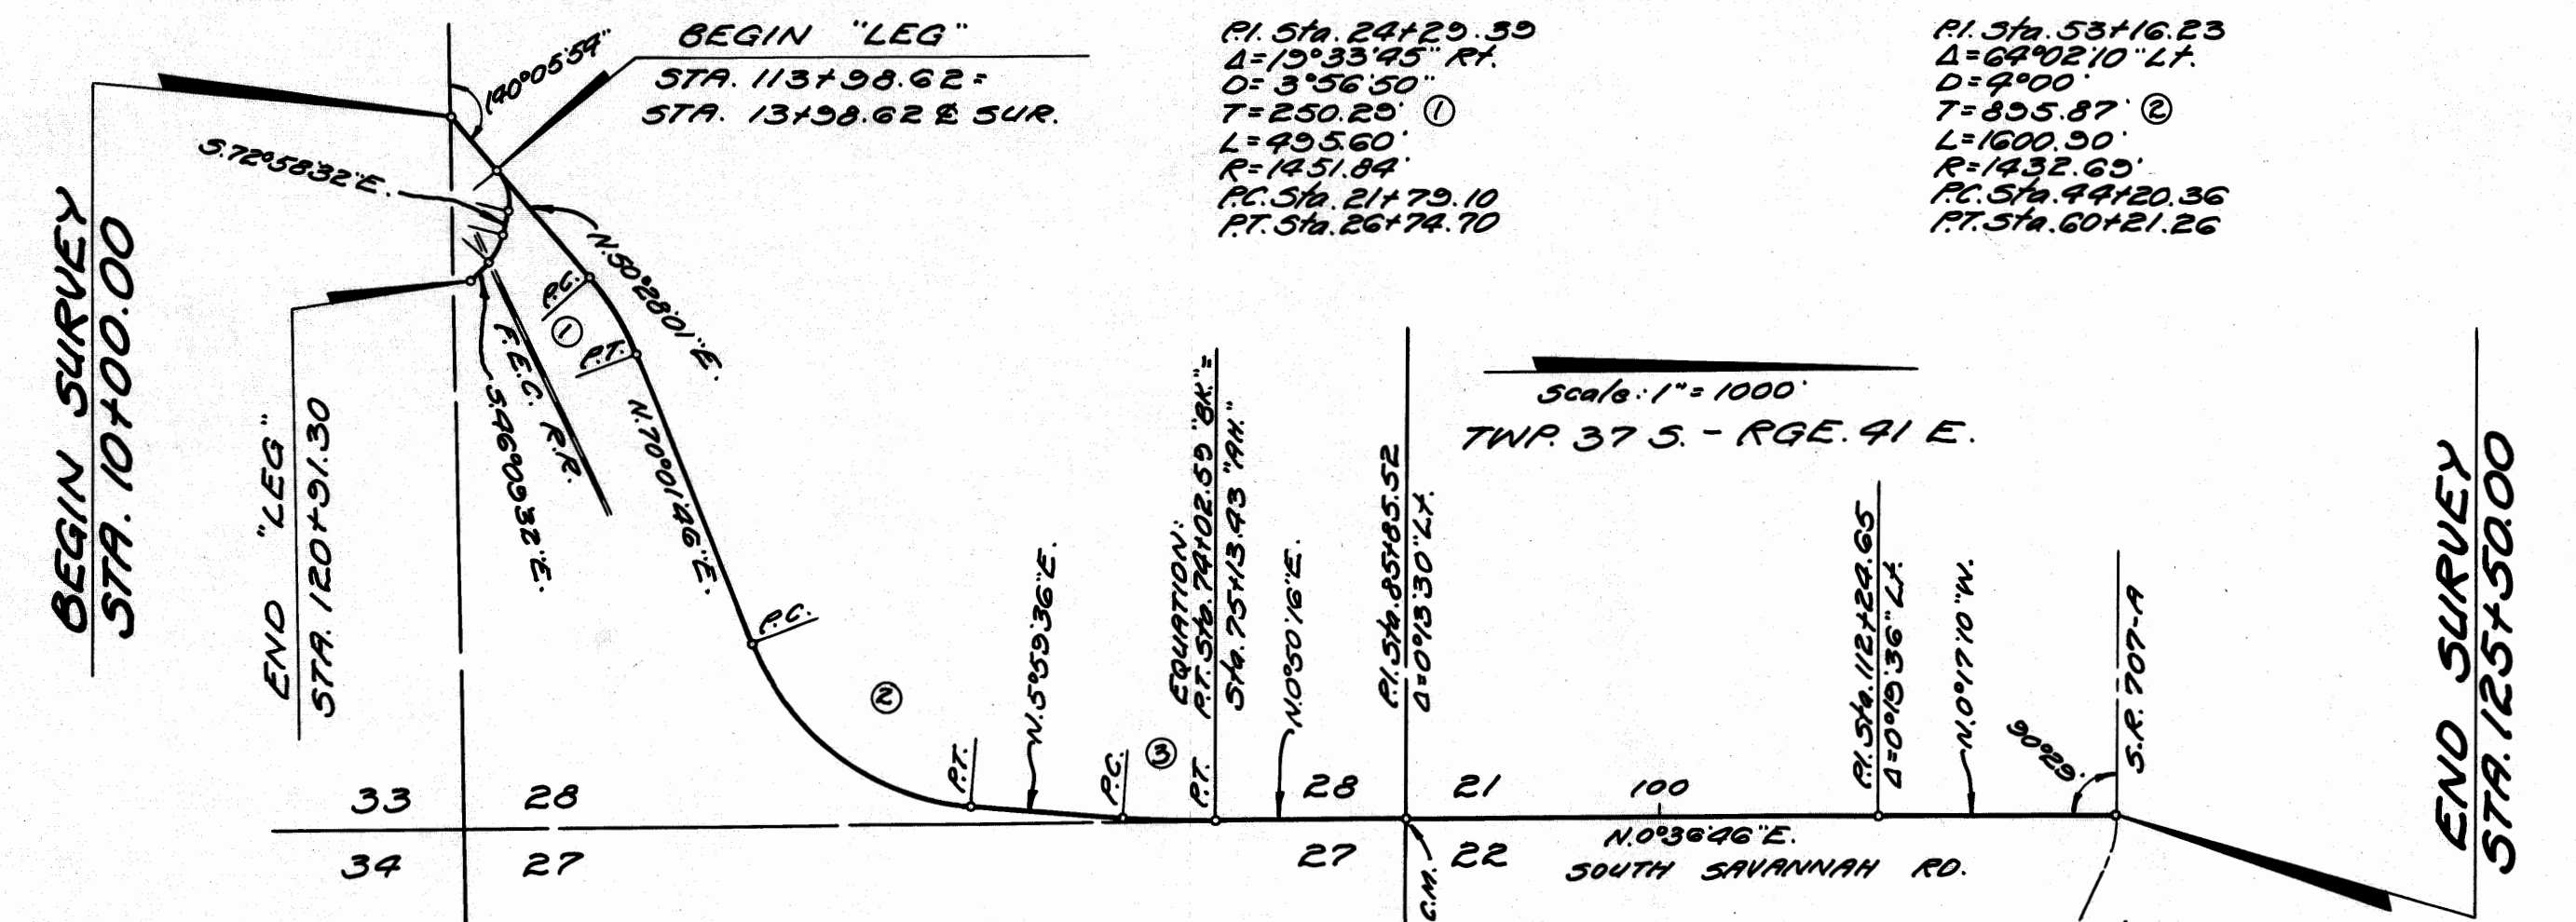 BEGIN SURVEY
STA. 10+00.00
140°05'59"
BEGIN "LEG"
STA. 113+98.62 =
STA. 13+98.62 ℄ SUR.
P.I. Sta. 24+29.39
Δ=19°33'45" Rt.
D= 3°56'50"
T=250.29' ①
L=495.60'
R=1451.84'
P.C. Sta. 21+79.10
P.T. Sta. 26+74.70
P.I. Sta. 53+16.23
Δ=64°02'10" Lt.
D=4°00'
T=895.87' ②
L=1600.90'
R=1432.69'
P.C. Sta. 44+20.36
P.T. Sta. 60+21.26
S.72°58'32"E.
N.50°28'01"E.
P.C.
①
P.T.
F.E.C. R.R.
S.46°09'32"E.
END "LEG"
STA. 120+91.30
N.70°01'46"E.
P.C.
②
P.T.
N.5°59'36"E.
P.C.
③
P.T.
EQUATION:
P.T. Sta. 74+02.59 "BK."=
Sta. 75+13.43 "AH."
N.0°50'16"E.
P.I. Sta. 85+85.52
Δ=0°13'30" Lt.
Scale: 1" = 1000'
TWP. 37 S. - RGE. 41 E.
P.I. Sta. 112+24.65
Δ=0°19'36" Lt.
N.0°17'10"W.
90°29'
S.R. 707-A
END SURVEY
STA. 125+50.00
33 28
34 27
28 21
27 22
100
N.0°36'46"E.
SOUTH SAVANNAH RD.
C.M.